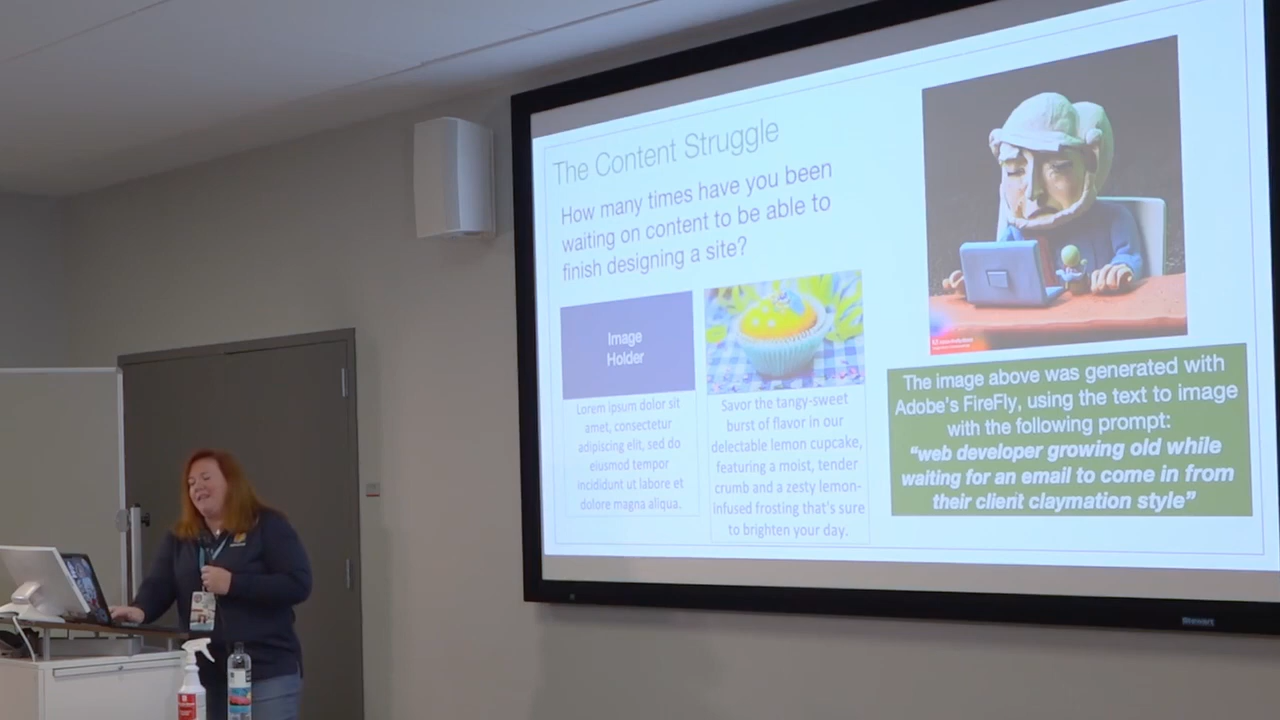 The Content Struggle
How many times have you been
waiting on content to be able to
finish designing a site?
Image
Holder
Lorem ipsum dolor sit
amet, consectetur
adipiscing elit, sed do
eiusmod tempor
incididunt ut labore et
dolore magna aliqua.
Savor the tangy-sweet
burst of flavor in our
delectable lemon cupcake,
featuring a moist, tender
crumb and a zesty lemon-
infused frosting that's sure
to brighten your day.
The image above was generated with
Adobe's FireFly, using the text to image
with the following prompt:
“web developer growing old while
waiting for an email to come in from
their client claymation style”
Stewart